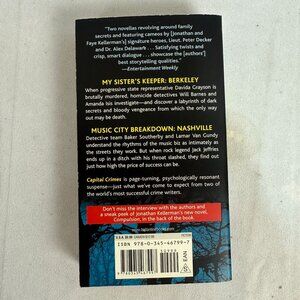 "Two novellas revolving around family
secrets and featuring cameos by [Jonathan and
Faye Kellerman's] signature heroes, Lieut. Peter Decker
and Dr. Alex Delaware. . . . Satisfying twists and
crisp, smart dialogue . . . showcase the [authors']
best storytelling qualities."
—Entertainment Weekly
MY SISTER'S KEEPER: BERKELEY
When progressive state representative Davida Grayson is
brutally murdered, homicide detectives Will Barnes and
Amanda Isis investigate—and discover a labyrinth of dark
secrets and bloody vengeance from which the only way
out may be death.
MUSIC CITY BREAKDOWN: NASHVILLE
Detective team Baker Southerby and Lamar Van Gundy
understand the rhythms of the music biz as intimately as
the streets they work. But when rock legend Jack Jeffries
ends up in a ditch with his throat slashed, they find out
just how high the price of success can be.
Capital Crimes is page-turning, psychologically resonant
suspense—just what we've come to expect from two of
the world's most successful crime writers.
Don't miss the interview with the authors and
a sneak peek of Jonathan Kellerman's new novel,
Compulsion, in the back of the book.
ISBN 978-0-345-46799-7
EAN